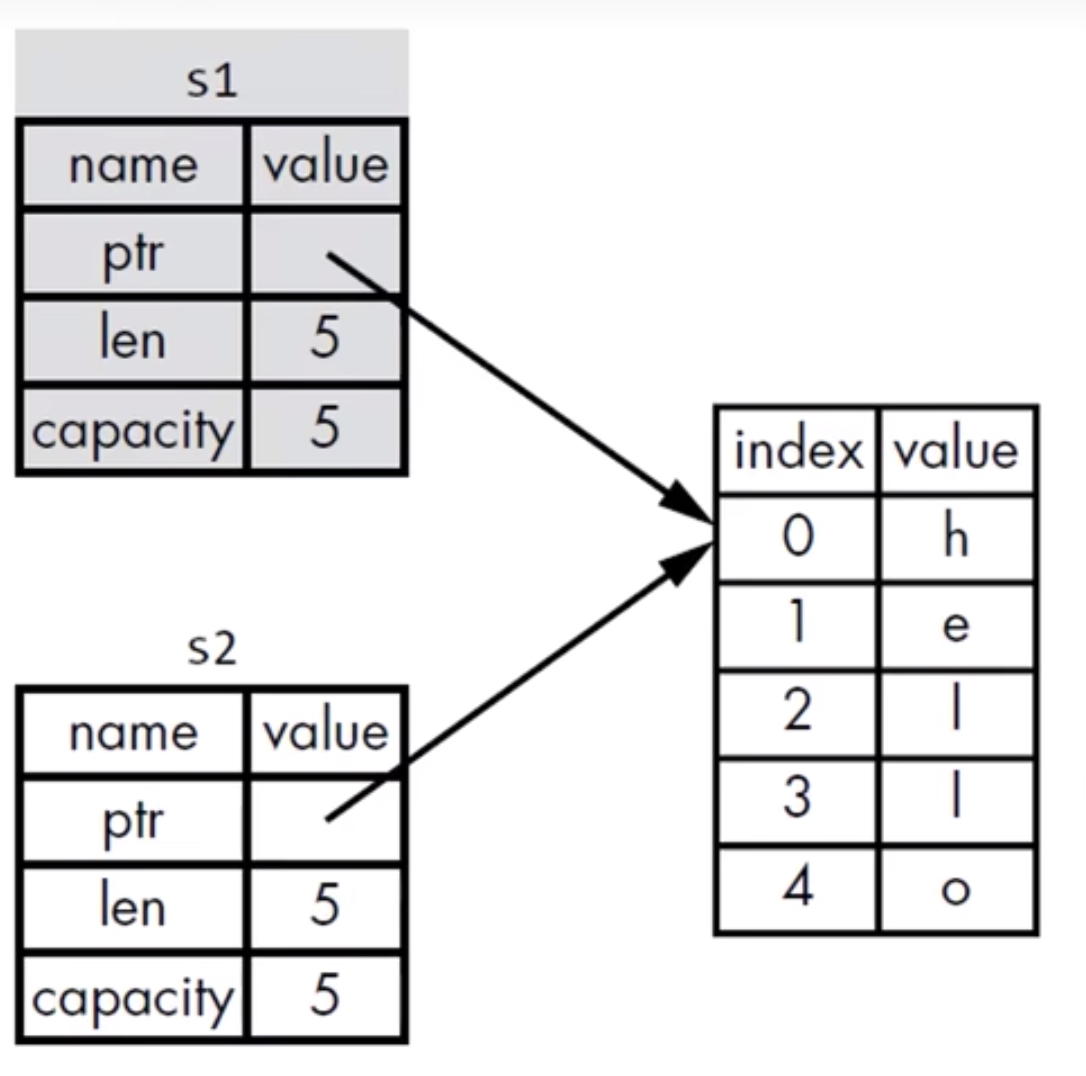 s1
name value
ptr
len 5
capacity 5
s2
name value
ptr
len 5
capacity 5
index value
0 h
1 e
2 l
3 l
4 o